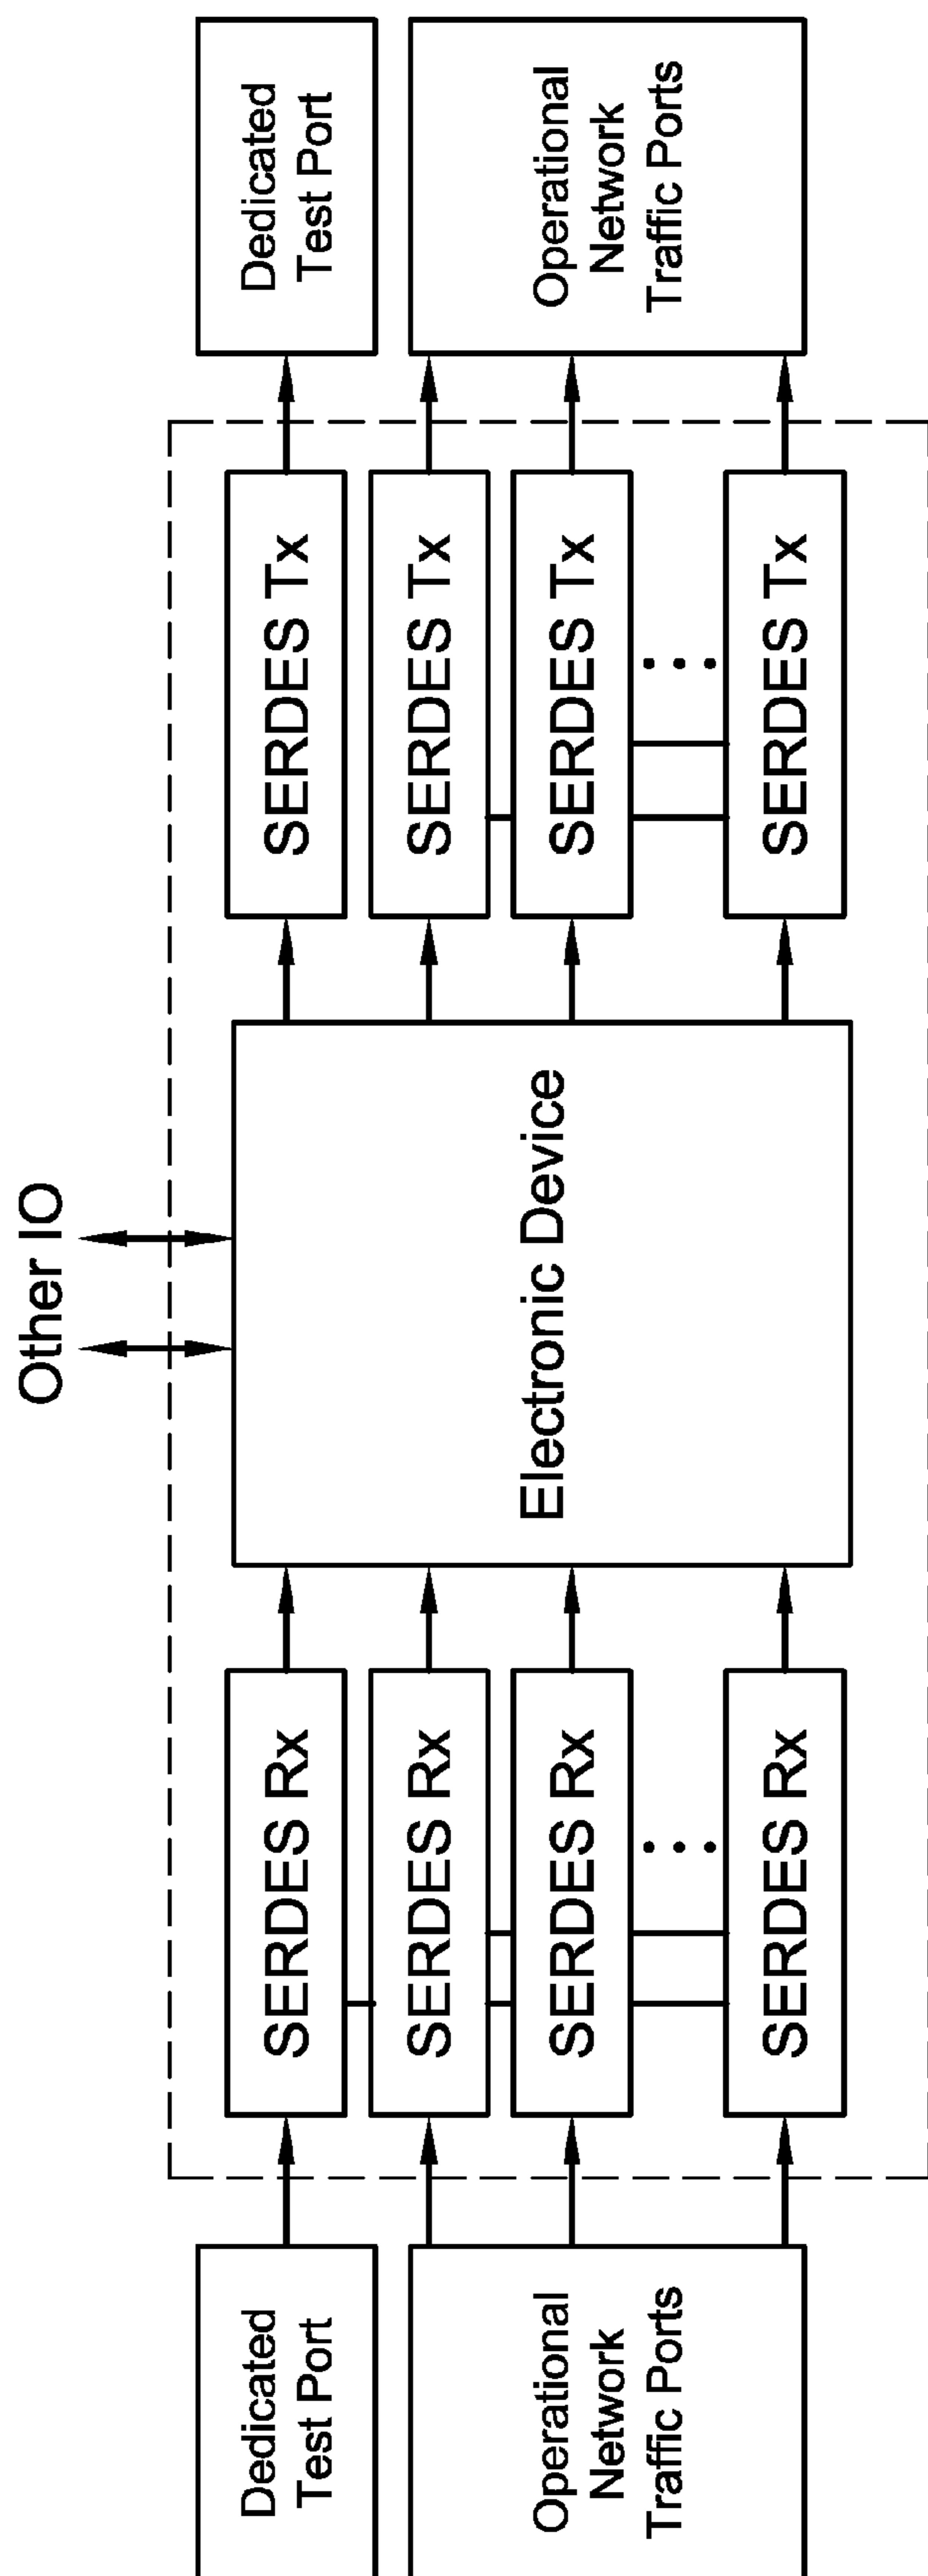 Other IO
Dedicated
Test Port
Operational
Network
Traffic Ports
SERDES Rx
SERDES Rx
SERDES Rx
...
SERDES Rx
Electronic Device
SERDES Tx
SERDES Tx
SERDES Tx
...
SERDES Tx
Dedicated
Test Port
Operational
Network
Traffic Ports